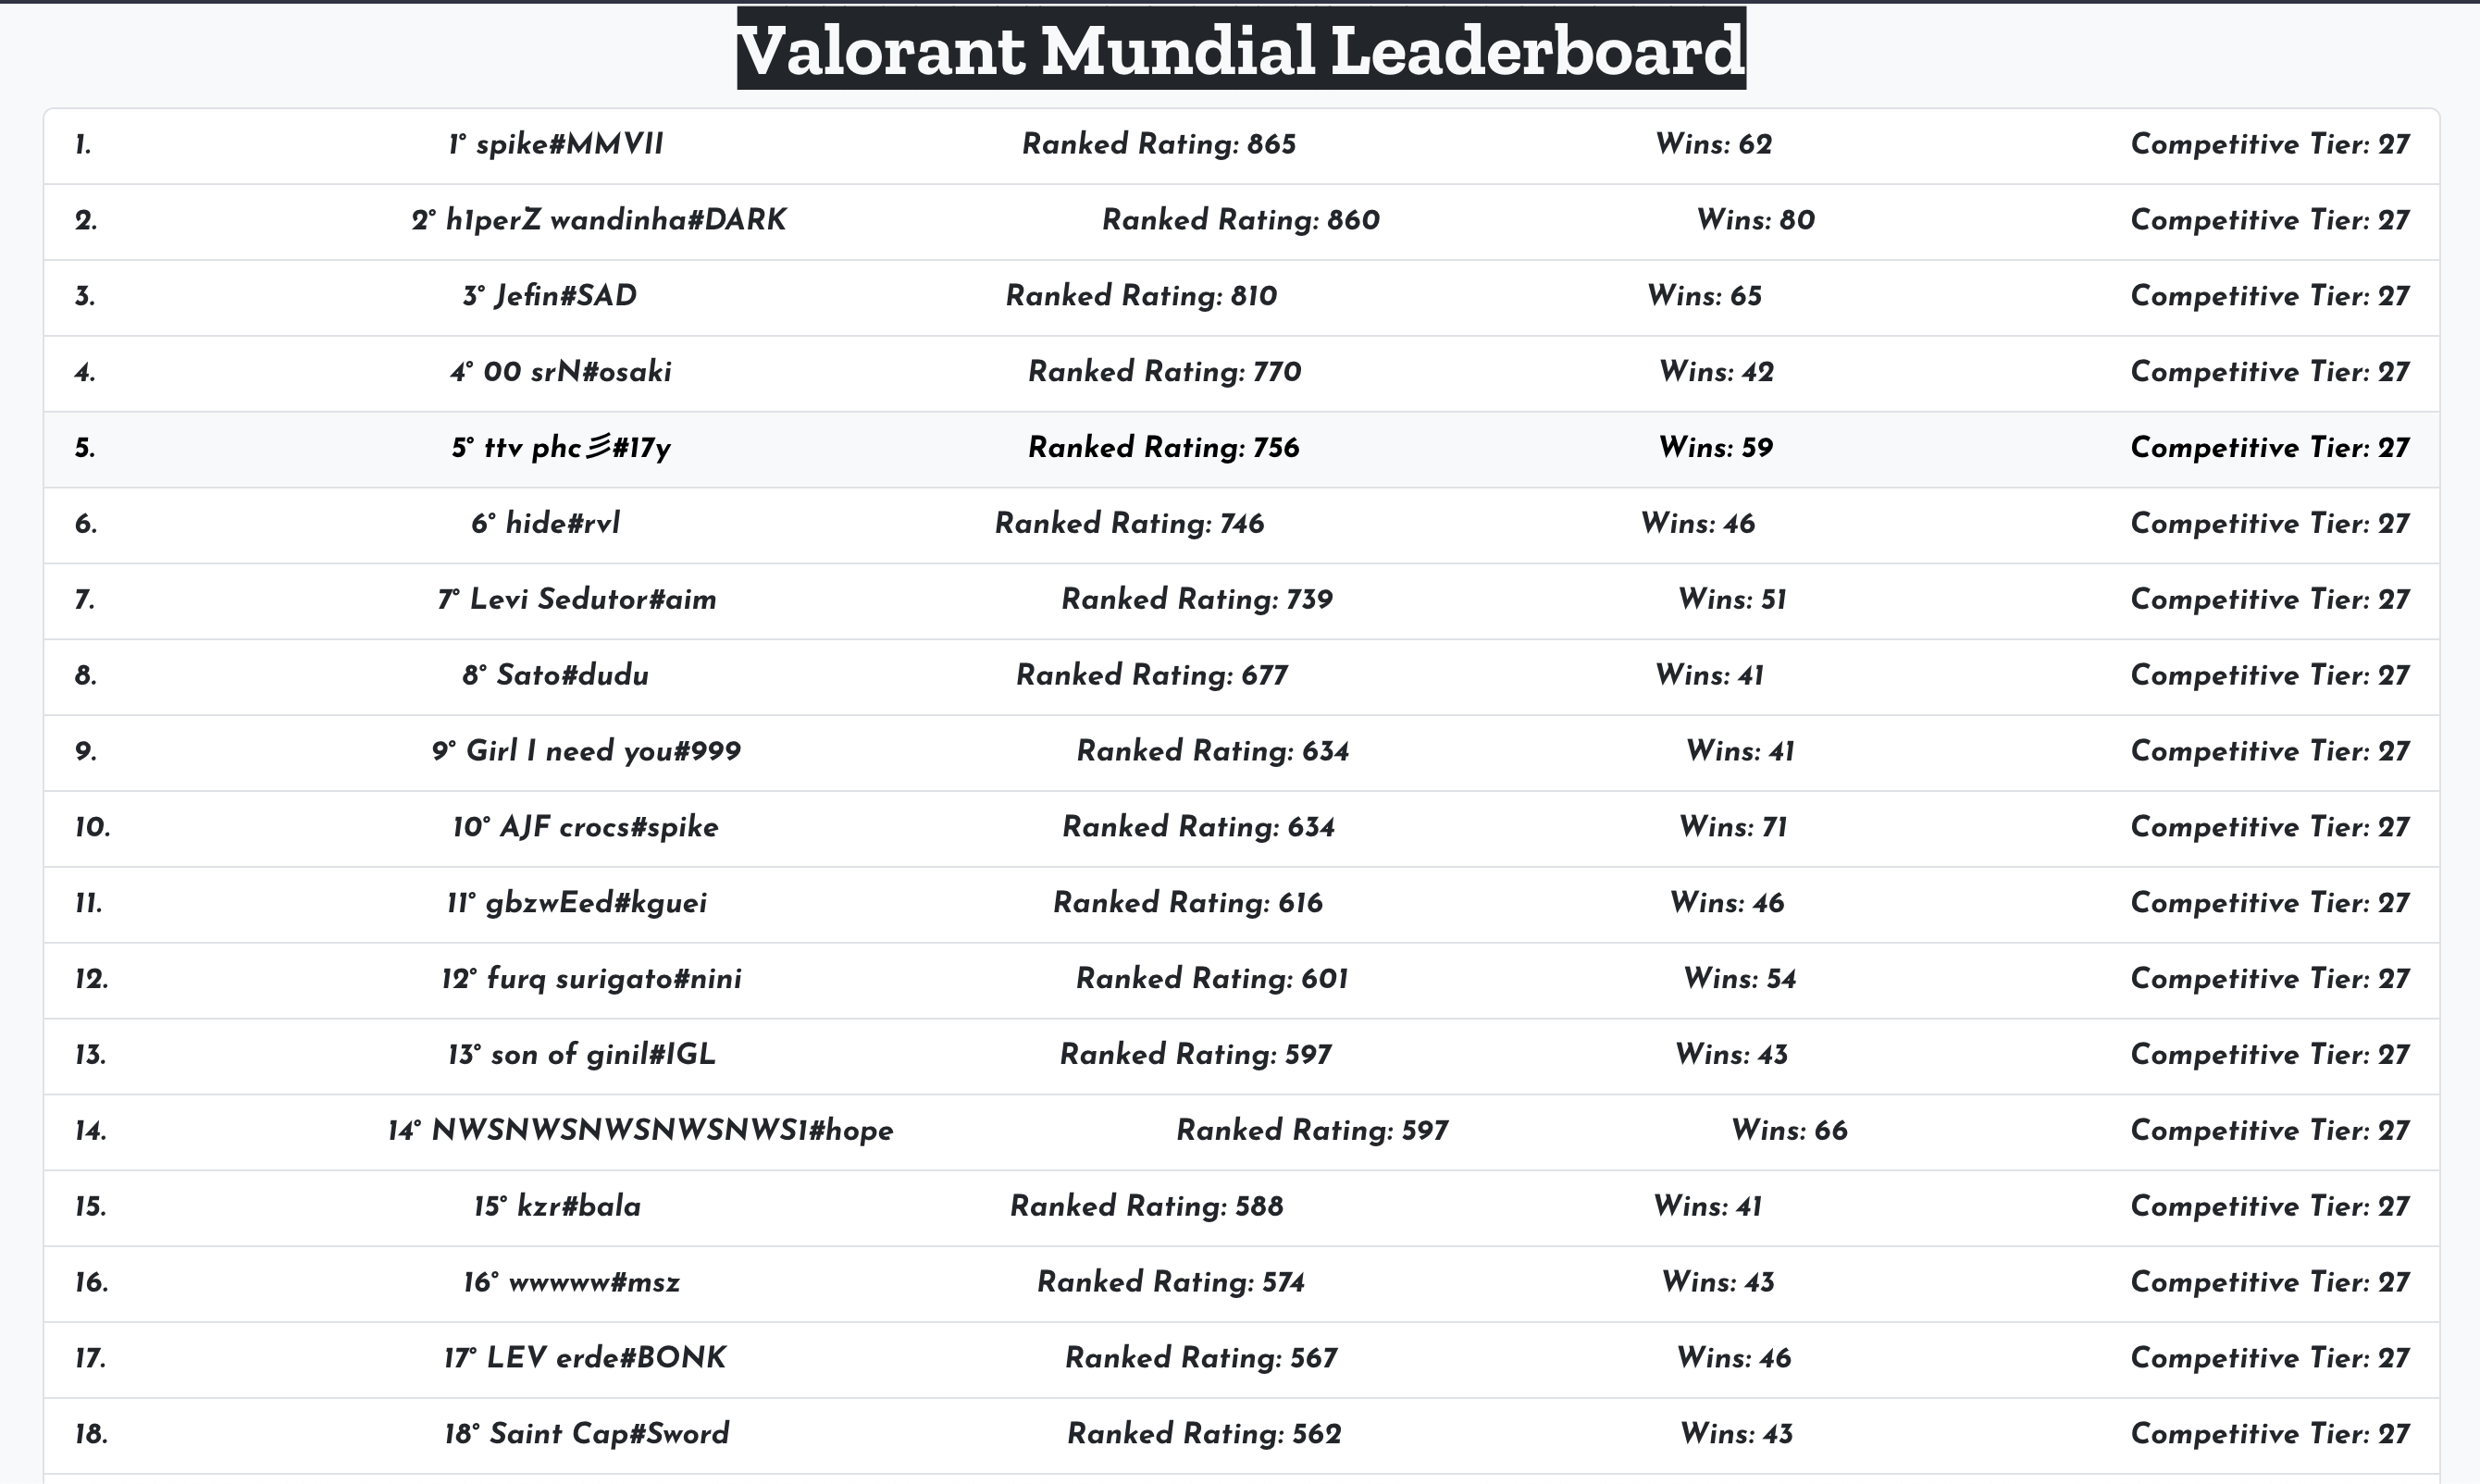 Valorant Mundial Leaderboard
1. 1° spike#MMVII Ranked Rating: 865 Wins: 62 Competitive Tier: 27
2. 2° h1perZ wandinha#DARK Ranked Rating: 860 Wins: 80 Competitive Tier: 27
3. 3° Jefin#SAD Ranked Rating: 810 Wins: 65 Competitive Tier: 27
4. 4° 00 srN#osaki Ranked Rating: 770 Wins: 42 Competitive Tier: 27
5. 5° ttv phc彡#17y Ranked Rating: 756 Wins: 59 Competitive Tier: 27
6. 6° hide#rvl Ranked Rating: 746 Wins: 46 Competitive Tier: 27
7. 7° Levi Sedutor#aim Ranked Rating: 739 Wins: 51 Competitive Tier: 27
8. 8° Sato#dudu Ranked Rating: 677 Wins: 41 Competitive Tier: 27
9. 9° Girl I need you#999 Ranked Rating: 634 Wins: 41 Competitive Tier: 27
10. 10° AJF crocs#spike Ranked Rating: 634 Wins: 71 Competitive Tier: 27
11. 11° gbzwEed#kguei Ranked Rating: 616 Wins: 46 Competitive Tier: 27
12. 12° furq surigato#nini Ranked Rating: 601 Wins: 54 Competitive Tier: 27
13. 13° son of ginil#IGL Ranked Rating: 597 Wins: 43 Competitive Tier: 27
14. 14° NWSNWSNWSNWSNWS1#hope Ranked Rating: 597 Wins: 66 Competitive Tier: 27
15. 15° kzr#bala Ranked Rating: 588 Wins: 41 Competitive Tier: 27
16. 16° wwwww#msz Ranked Rating: 574 Wins: 43 Competitive Tier: 27
17. 17° LEV erde#BONK Ranked Rating: 567 Wins: 46 Competitive Tier: 27
18. 18° Saint Cap#Sword Ranked Rating: 562 Wins: 43 Competitive Tier: 27